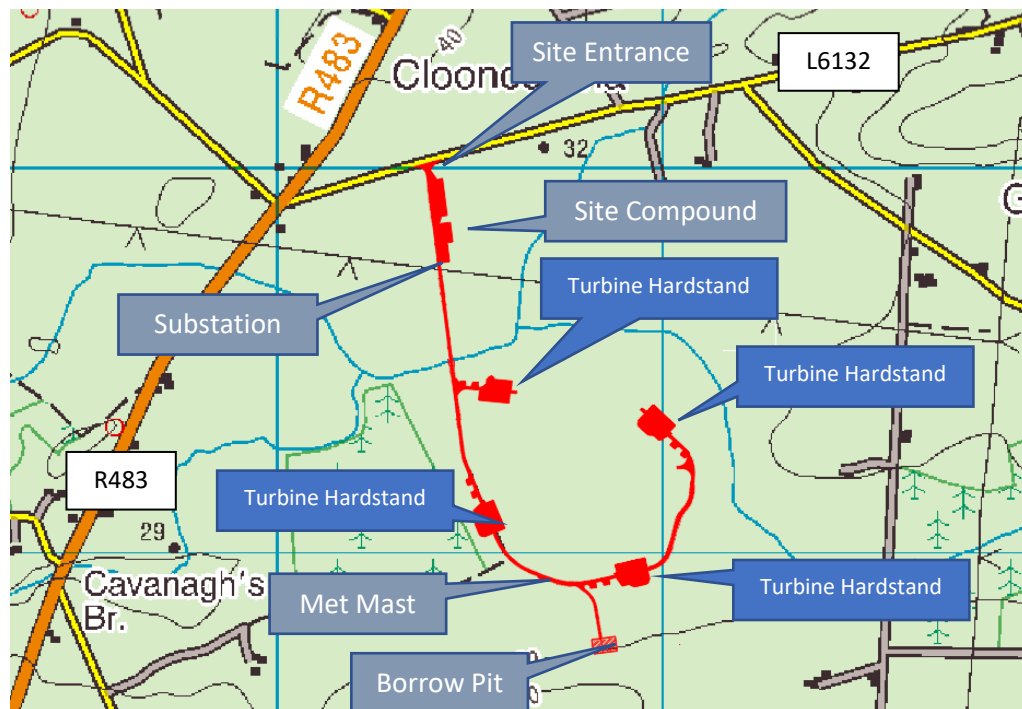 R483
40
Site Entrance
L6132
Cloon
32
Site Compound
Turbine Hardstand
Substation
Turbine Hardstand
R483
Turbine Hardstand
29
Cavanagh's
Br.
Met Mast
Turbine Hardstand
Borrow Pit
G